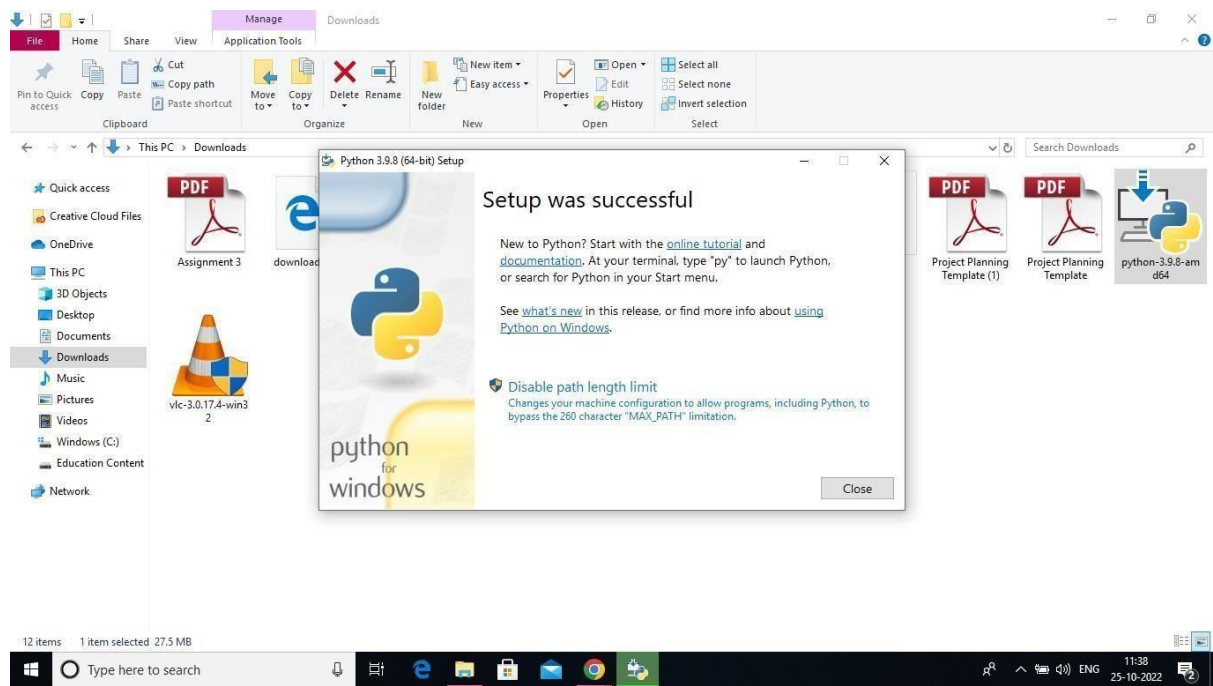 Manage
Downloads
File
Home
Share
View
Application Tools
Pin to Quick
access
Copy
Paste
Cut
Copy path
Paste shortcut
Clipboard
Move
to
Copy
to
Delete
Rename
Organize
New
folder
New item
Easy access
New
Properties
Open
Edit
History
Open
Select all
Select none
Invert selection
Select
This PC › Downloads
Search Downloads
Quick access
Creative Cloud Files
OneDrive
This PC
3D Objects
Desktop
Documents
Downloads
Music
Pictures
Videos
Windows (C:)
Education Content
Network
PDF
Assignment 3
download
vlc-3.0.17.4-win3
2
Python 3.9.8 (64-bit) Setup
Setup was successful
New to Python? Start with the online tutorial and
documentation. At your terminal, type "py" to launch Python,
or search for Python in your Start menu.
See what's new in this release, or find more info about using
Python on Windows.
Disable path length limit
Changes your machine configuration to allow programs, including Python, to
bypass the 260 character "MAX_PATH" limitation.
python
for
windows
Close
PDF
Project Planning
Template (1)
PDF
Project Planning
Template
python-3.9.8-am
d64
12 items
1 item selected 27.5 MB
Type here to search
ENG
11:38
25-10-2022
2